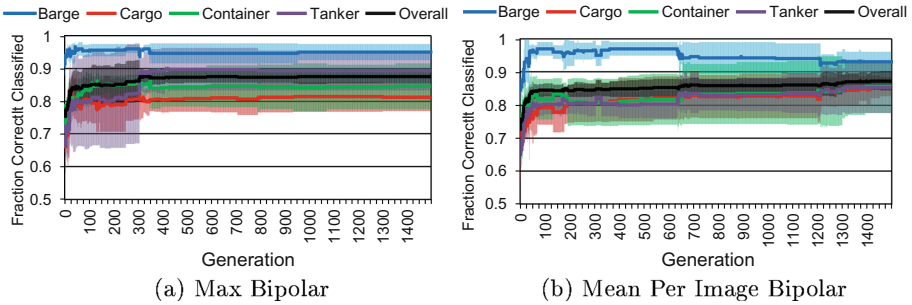 Barge Cargo Container Tanker Overall
Fraction CorrectIt Classified
1
0.9
0.8
0.7
0.6
0.5
0 100 200 300 400 500 600 700 800 900 1000 1100 1200 1300 1400
Generation
(a) Max Bipolar
Barge Cargo Container Tanker Overall
Fraction CorrectIt Classified
1
0.9
0.8
0.7
0.6
0.5
0 100 200 300 400 500 600 700 800 900 1000 1100 1200 1300 1400
Generation
(b) Mean Per Image Bipolar